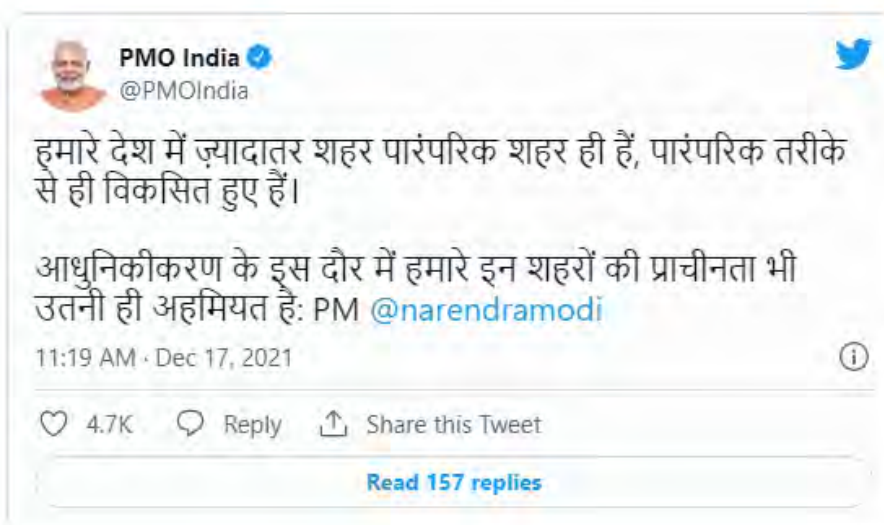 PMO India
@PMOIndia
हमारे देश में ज़्यादातर शहर पारंपरिक शहर ही हैं, पारंपरिक तरीके
से ही विकसित हुए हैं।
आधुनिकीकरण के इस दौर में हमारे इन शहरों की प्राचीनता भी
उतनी ही अहमियत है: PM @narendramodi
11:19 AM · Dec 17, 2021
4.7K Reply Share this Tweet
Read 157 replies